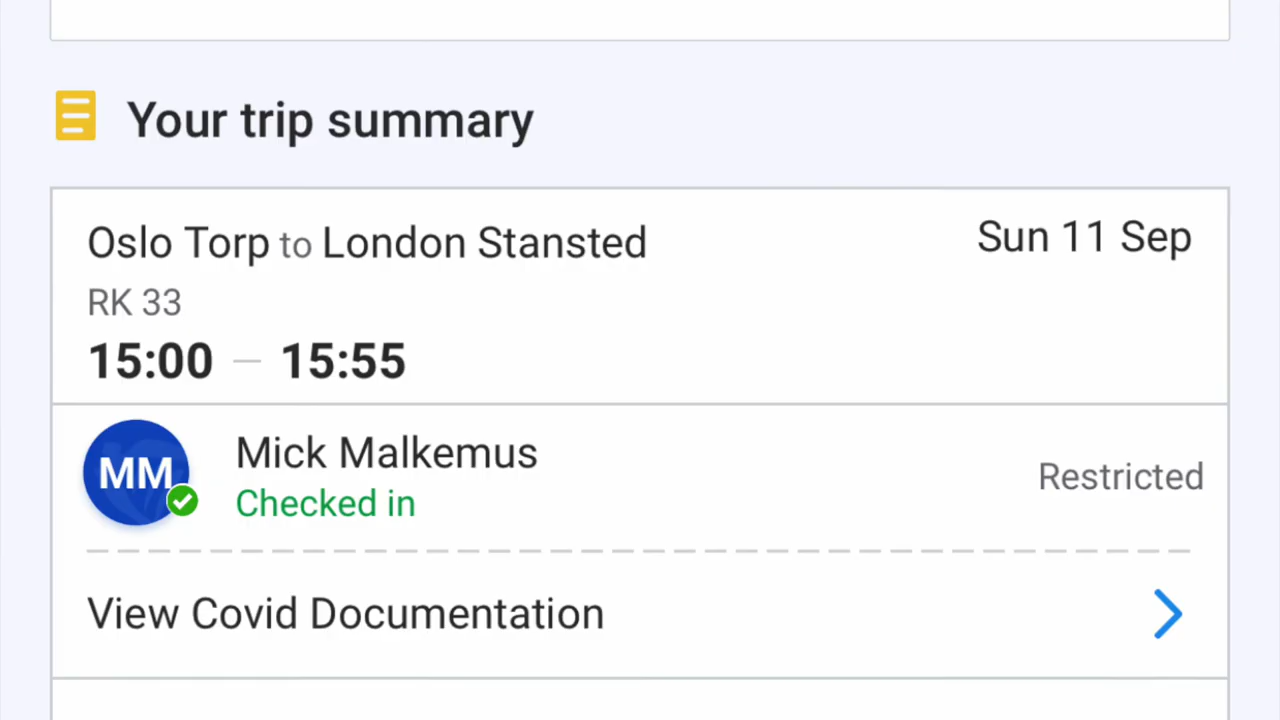 Your trip summary
Oslo Torp to London Stansted
Sun 11 Sep
RK 33
15:00 — 15:55
MM
Mick Malkemus
Checked in
Restricted
View Covid Documentation